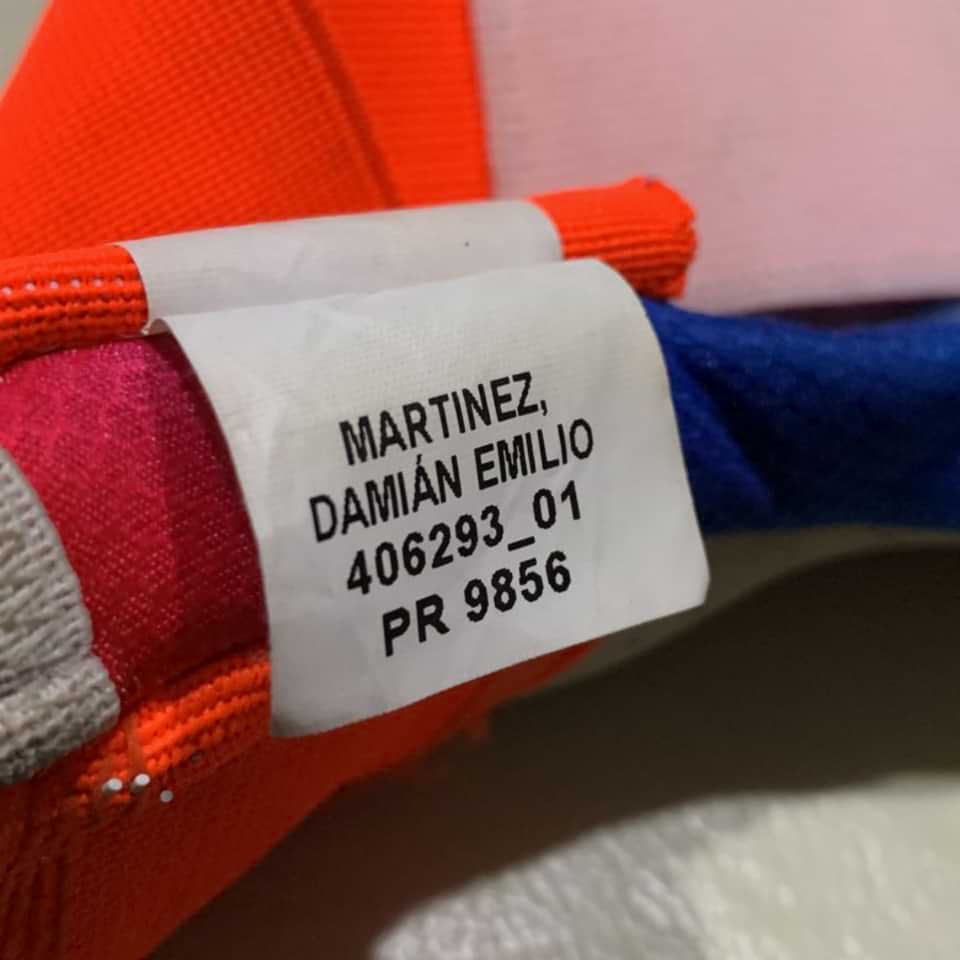 MARTINEZ,
DAMIÁN EMILIO
406293_01
PR 9856